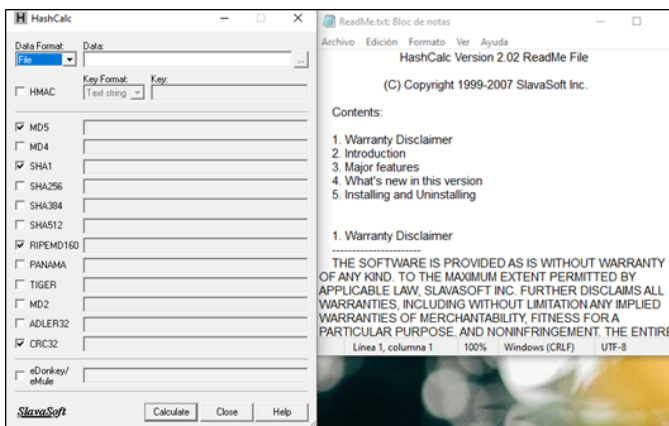 HashCalc
Data Format:
Data:
File
...
HMAC
Key Format:
Key:
Text string
MD5
MD4
SHA1
SHA256
SHA384
SHA512
RIPEMD160
PANAMA
TIGER
MD2
ADLER32
CRC32
eDonkey/
eMule
SlavaSoft
Calculate
Close
Help
ReadMe.txt: Bloc de notas
Archivo Edición Formato Ver Ayuda
HashCalc Version 2.02 ReadMe File
(C) Copyright 1999-2007 SlavaSoft Inc.
Contents:
1. Warranty Disclaimer
2. Introduction
3. Major features
4. What's new in this version
5. Installing and Uninstalling
1. Warranty Disclaimer
----------------------
THE SOFTWARE IS PROVIDED AS IS WITHOUT WARRANTY
OF ANY KIND. TO THE MAXIMUM EXTENT PERMITTED BY
APPLICABLE LAW, SLAVASOFT INC. FURTHER DISCLAIMS ALL
WARRANTIES, INCLUDING WITHOUT LIMITATION ANY IMPLIED
WARRANTIES OF MERCHANTABILITY, FITNESS FOR A
PARTICULAR PURPOSE, AND NONINFRINGEMENT. THE ENTIRE
Línea 1, columna 1
100%
Windows (CRLF)
UTF-8